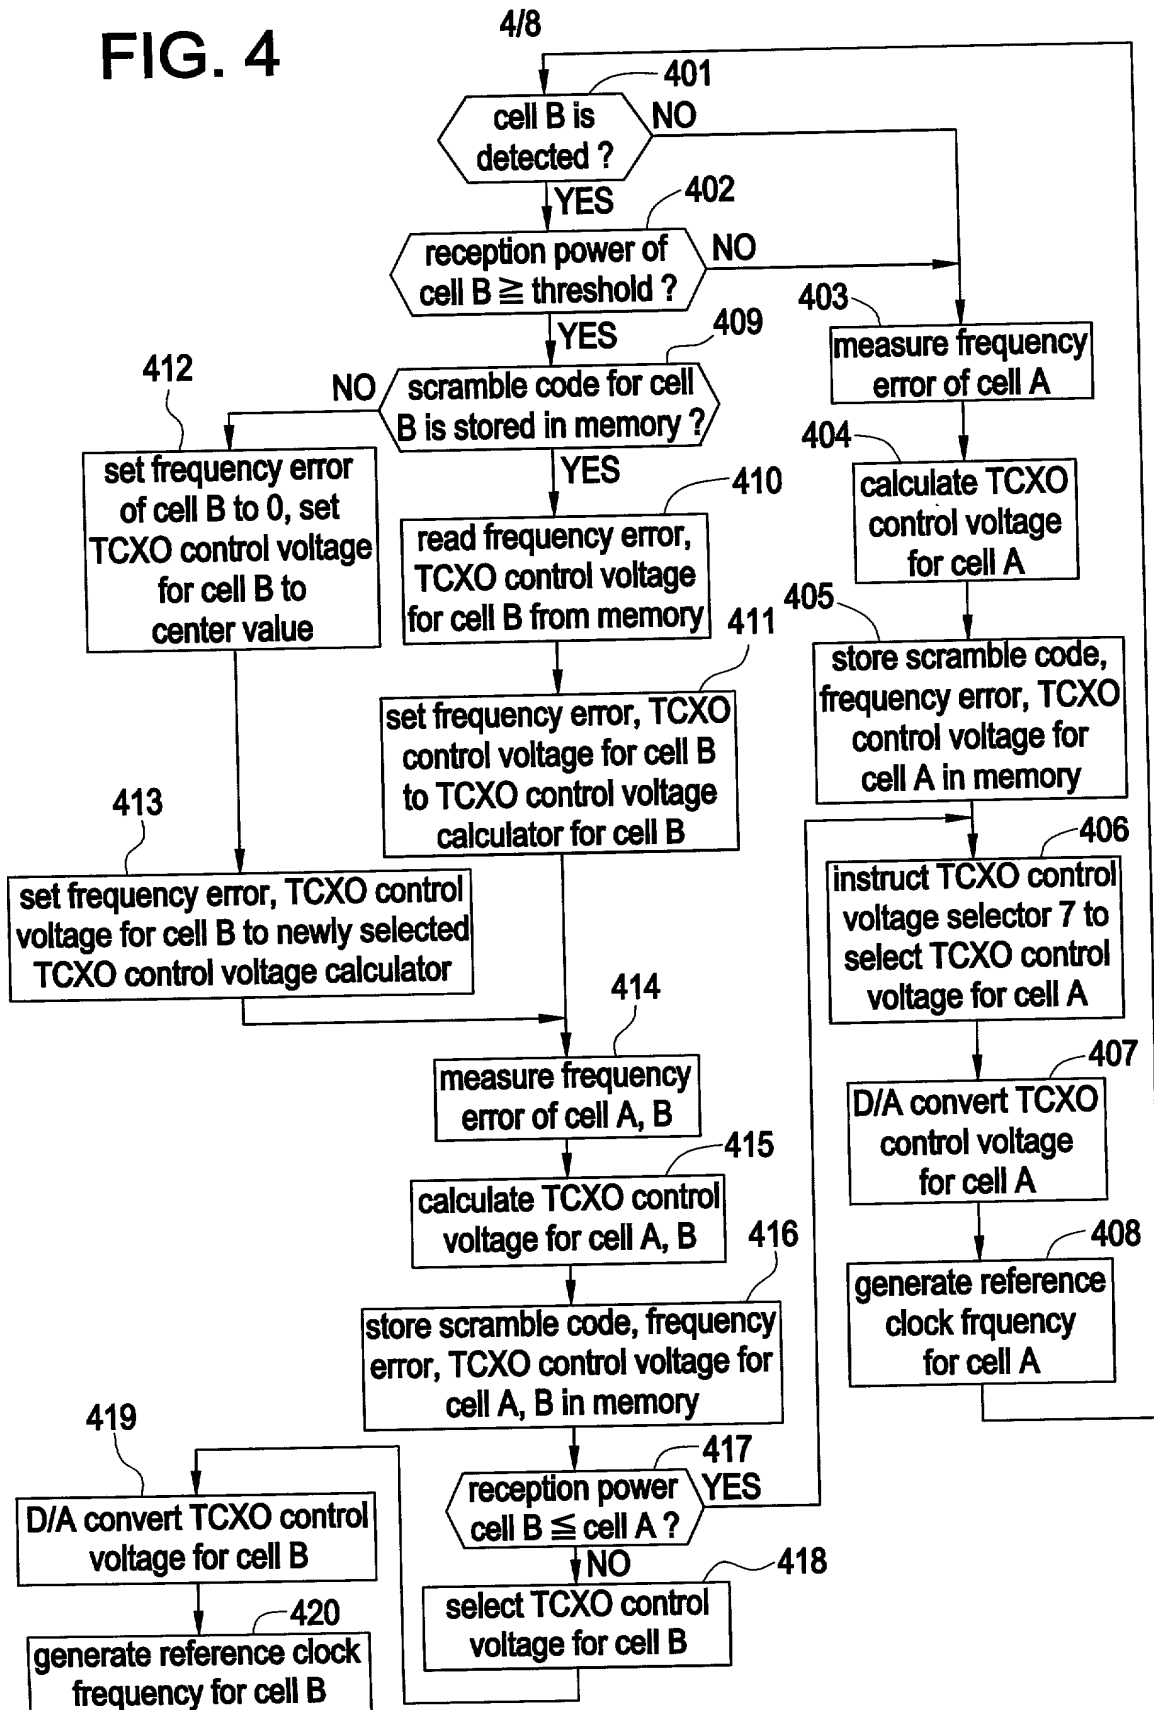 4/8
FIG. 4
401
cell B is
detected ?
NO
YES
402
reception power of
cell B ≧ threshold ?
NO
YES
403
measure frequency
error of cell A
409
scramble code for cell
B is stored in memory ?
NO
YES
412
set frequency error
of cell B to 0, set
TCXO control voltage
for cell B to
center value
404
calculate TCXO
control voltage
for cell A
410
read frequency error,
TCXO control voltage
for cell B from memory
405
store scramble code,
frequency error, TCXO
control voltage for
cell A in memory
411
set frequency error, TCXO
control voltage for cell B
to TCXO control voltage
calculator for cell B
413
set frequency error, TCXO control
voltage for cell B to newly selected
TCXO control voltage calculator
406
instruct TCXO control
voltage selector 7 to
select TCXO control
voltage for cell A
414
measure frequency
error of cell A, B
407
D/A convert TCXO
control voltage
for cell A
415
calculate TCXO control
voltage for cell A, B
408
generate reference
clock frquency
for cell A
416
store scramble code, frequency
error, TCXO control voltage for
cell A, B in memory
417
reception power
cell B ≦ cell A ?
YES
NO
418
select TCXO control
voltage for cell B
419
D/A convert TCXO control
voltage for cell B
420
generate reference clock
frequency for cell B